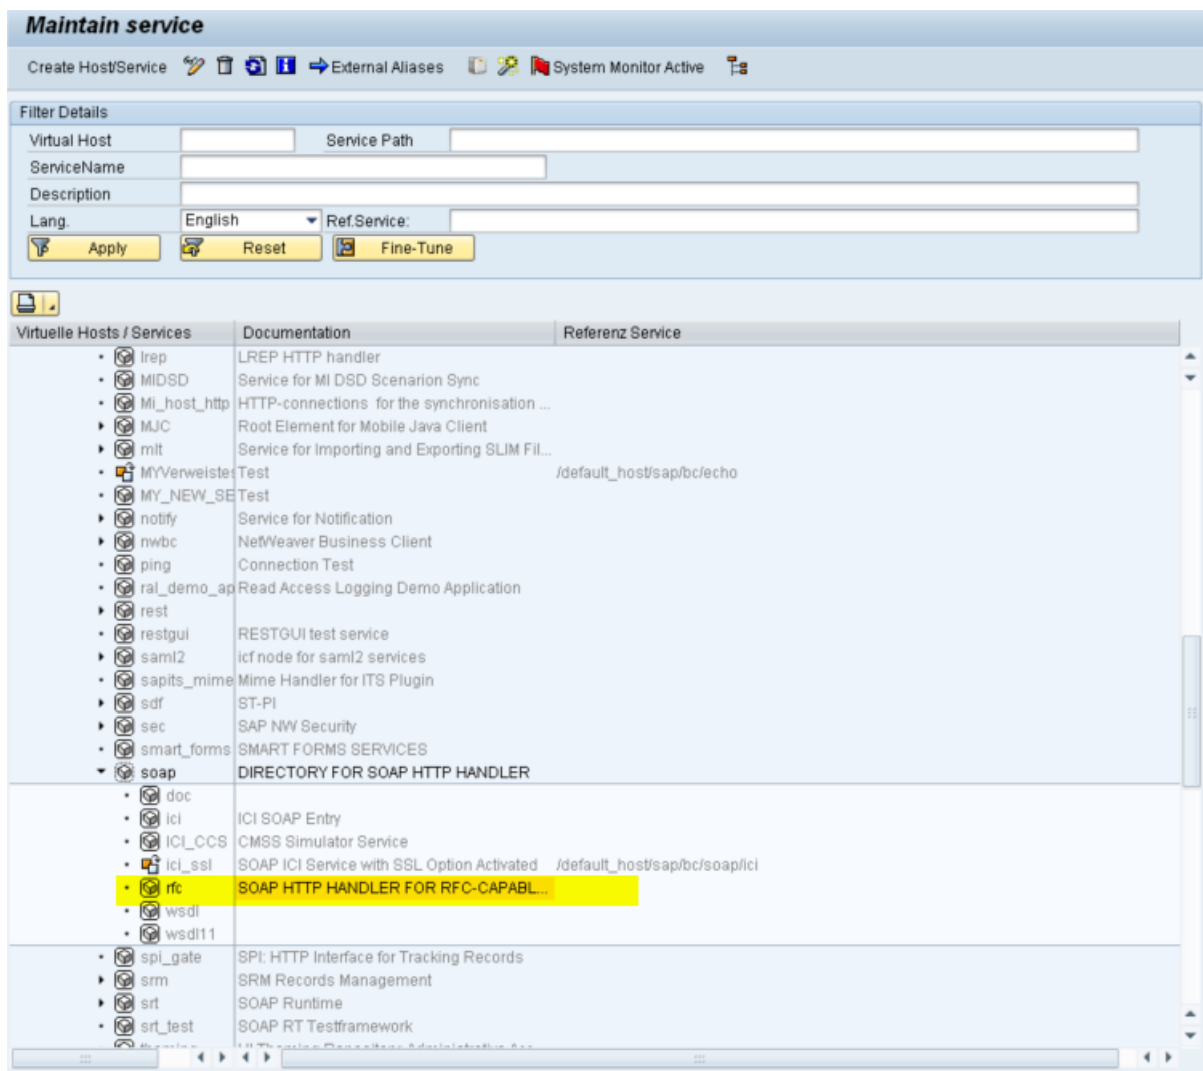 Maintain service
Create Host/Service External Aliases System Monitor Active
Filter Details
Virtual Host Service Path
ServiceName
Description
Lang. English Ref.Service:
Apply Reset Fine-Tune
Virtuelle Hosts / Services Documentation Referenz Service
lrep LREP HTTP handler
MIDSD Service for MI DSD Scenarion Sync
Mi_host_http HTTP-connections for the synchronisation ...
MJC Root Element for Mobile Java Client
mlt Service for Importing and Exporting SLIM Fil...
MYVerweistes Test /default_host/sap/bc/echo
MY_NEW_SE Test
notify Service for Notification
nwbc NetWeaver Business Client
ping Connection Test
ral_demo_ap Read Access Logging Demo Application
rest
restgui RESTGUI test service
saml2 icf node for saml2 services
sapits_mime Mime Handler for ITS Plugin
sdf ST-PI
sec SAP NW Security
smart_forms SMART FORMS SERVICES
soap DIRECTORY FOR SOAP HTTP HANDLER
doc
ici ICI SOAP Entry
ICI_CCS CMSS Simulator Service
ici_ssl SOAP ICI Service with SSL Option Activated /default_host/sap/bc/soap/ici
rfc SOAP HTTP HANDLER FOR RFC-CAPABL...
wsdl
wsdl11
spi_gate SPI: HTTP Interface for Tracking Records
srm SRM Records Management
srt SOAP Runtime
srt_test SOAP RT Testframework